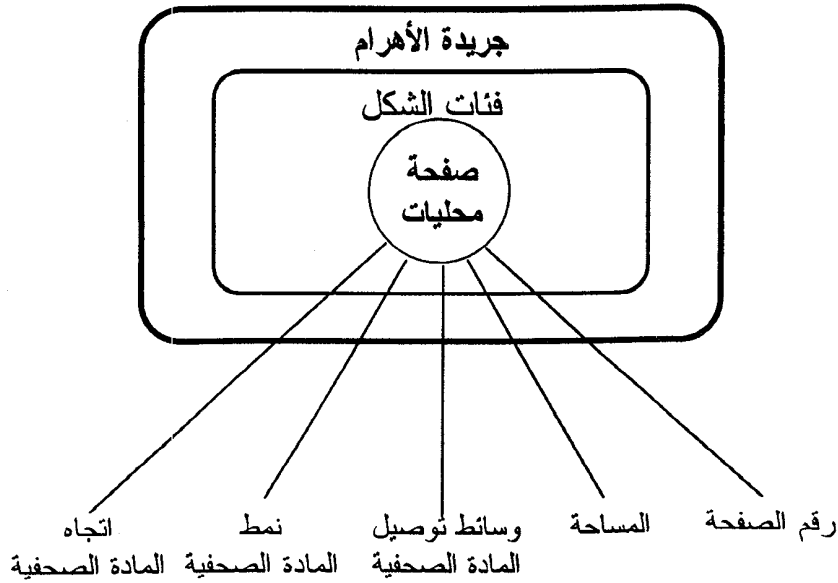 جريدة الأهرام
فئات الشكل
صفحة
محليات
رقم الصفحة
المساحة
وسائط توصيل
المادة الصحفية
نمط
المادة الصحفية
اتجاه
المادة الصحفية